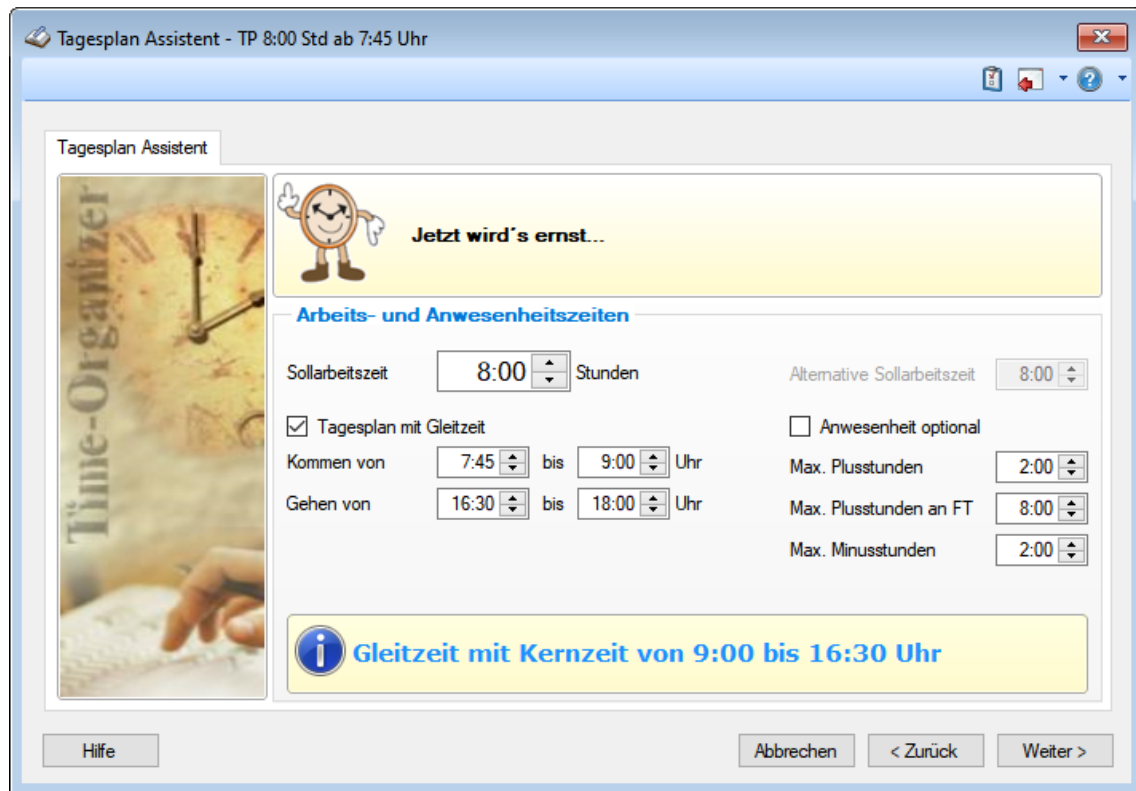 Tagesplan Assistent - TP 8:00 Std ab 7:45 Uhr
Tagesplan Assistent
Time-Organizer
Jetzt wird´s ernst...
Arbeits- und Anwesenheitszeiten
Sollarbeitszeit 8:00 Stunden
Alternative Sollarbeitszeit 8:00
Tagesplan mit Gleitzeit
Anwesenheit optional
Kommen von 7:45 bis 9:00 Uhr
Max. Plusstunden 2:00
Gehen von 16:30 bis 18:00 Uhr
Max. Plusstunden an FT 8:00
Max. Minusstunden 2:00
Gleitzeit mit Kernzeit von 9:00 bis 16:30 Uhr
Hilfe
Abbrechen
< Zurück
Weiter >